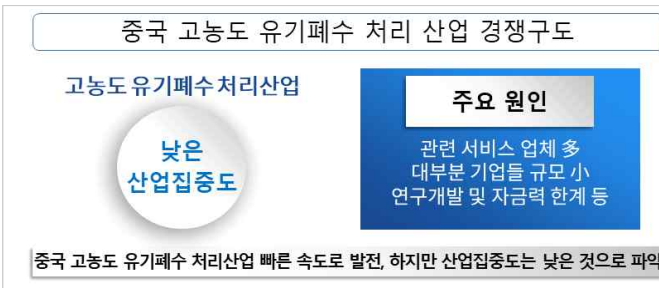 중국 고농도 유기폐수 처리 산업 경쟁구도
고농도 유기폐수 처리산업
낮은
산업집중도
주요 원인
관련 서비스 업체 多
대부분 기업들 규모 小
연구개발 및 자금력 한계 등
중국 고농도 유기폐수 처리산업 빠른 속도로 발전, 하지만 산업집중도는 낮은 것으로 파악